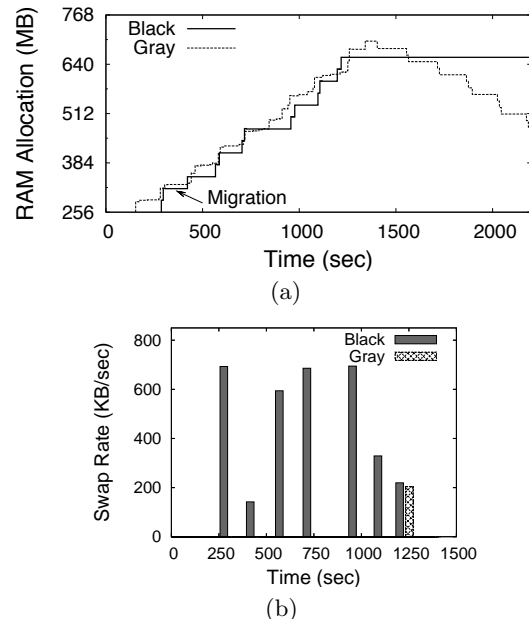 768
640
512
384
256
RAM Allocation (MB)
Black
Gray
Migration
0 500 1000 1500 2000
Time (sec)
(a)
800
600
400
200
0
Swap Rate (KB/sec)
Black
Gray
0 250 500 750 1000 1250 1500
Time (sec)
(b)